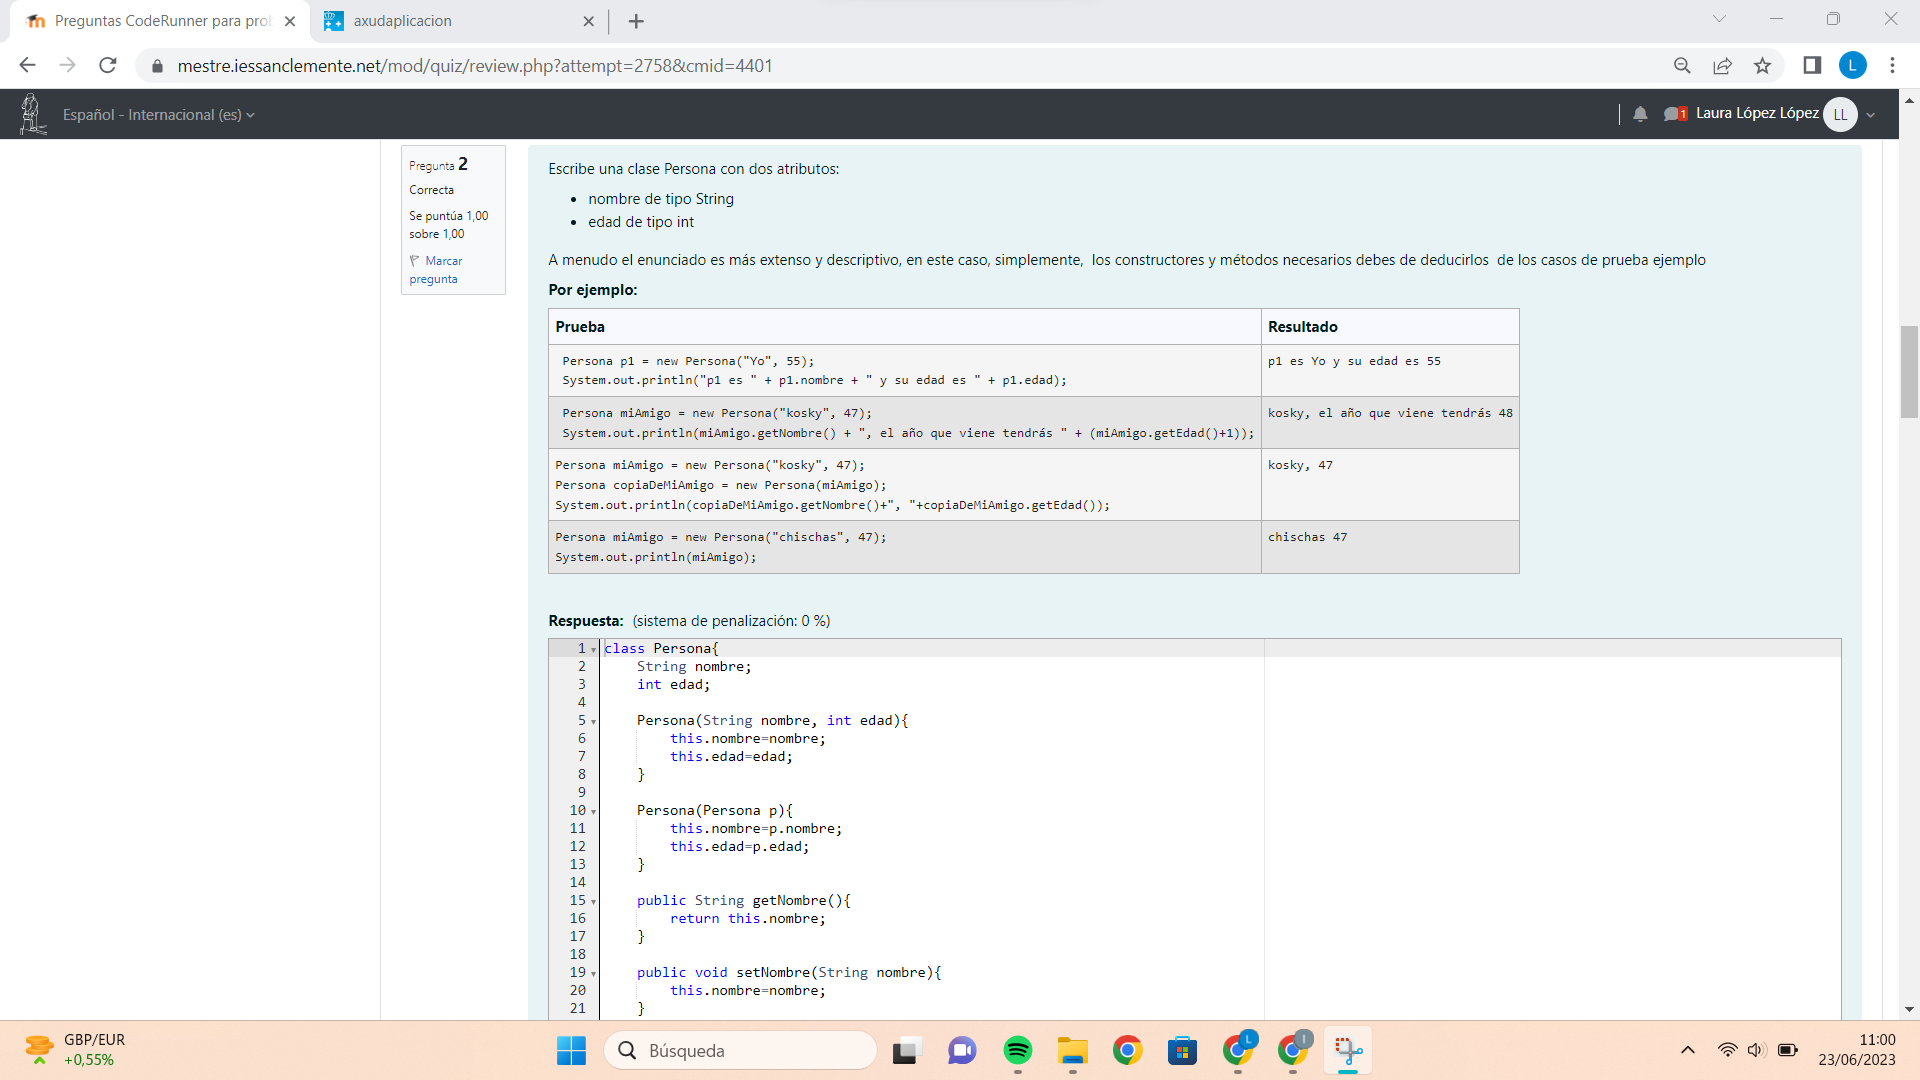 Preguntas CodeRunner para prob
axudaplicacion
mestre.iessanclemente.net/mod/quiz/review.php?attempt=2758&cmid=4401
L
Español - Internacional (es)
1
Laura López López
LL
Pregunta 2
Correcta
Se puntúa 1,00
sobre 1,00
Marcar
pregunta
Escribe una clase Persona con dos atributos:
• nombre de tipo String
• edad de tipo int
A menudo el enunciado es más extenso y descriptivo, en este caso, simplemente, los constructores y métodos necesarios debes de deducirlos de los casos de prueba ejemplo
Por ejemplo:
Prueba Resultado
Persona p1 = new Persona("Yo", 55); p1 es Yo y su edad es 55
System.out.println("p1 es " + p1.nombre + " y su edad es " + p1.edad);
Persona miAmigo = new Persona("kosky", 47); kosky, el año que viene tendrás 48
System.out.println(miAmigo.getNombre() + ", el año que viene tendrás " + (miAmigo.getEdad()+1));
Persona miAmigo = new Persona("kosky", 47); kosky, 47
Persona copiaDeMiAmigo = new Persona(miAmigo);
System.out.println(copiaDeMiAmigo.getNombre()+", "+copiaDeMiAmigo.getEdad());
Persona miAmigo = new Persona("chischas", 47); chischas 47
System.out.println(miAmigo);
Respuesta: (sistema de penalización: 0 %)
1 class Persona{
2 String nombre;
3 int edad;
4
5 Persona(String nombre, int edad){
6 this.nombre=nombre;
7 this.edad=edad;
8 }
9
10 Persona(Persona p){
11 this.nombre=p.nombre;
12 this.edad=p.edad;
13 }
14
15 public String getNombre(){
16 return this.nombre;
17 }
18
19 public void setNombre(String nombre){
20 this.nombre=nombre;
21 }
GBP/EUR
+0,55%
Búsqueda
L
I
11:00
23/06/2023